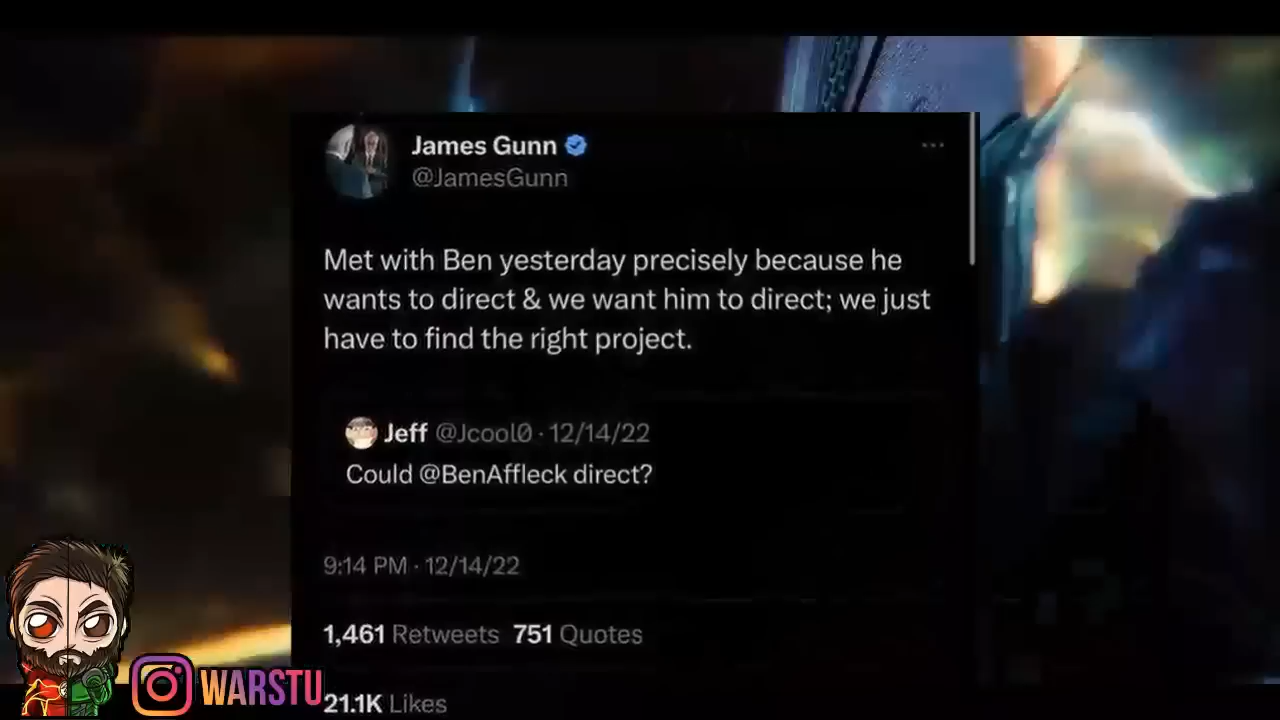 James Gunn
@JamesGunn
Met with Ben yesterday precisely because he
wants to direct & we want him to direct; we just
have to find the right project.
Jeff @Jcool0 · 12/14/22
Could @BenAffleck direct?
9:14 PM · 12/14/22
1,461 Retweets 751 Quotes
21.1K Likes
WARSTU